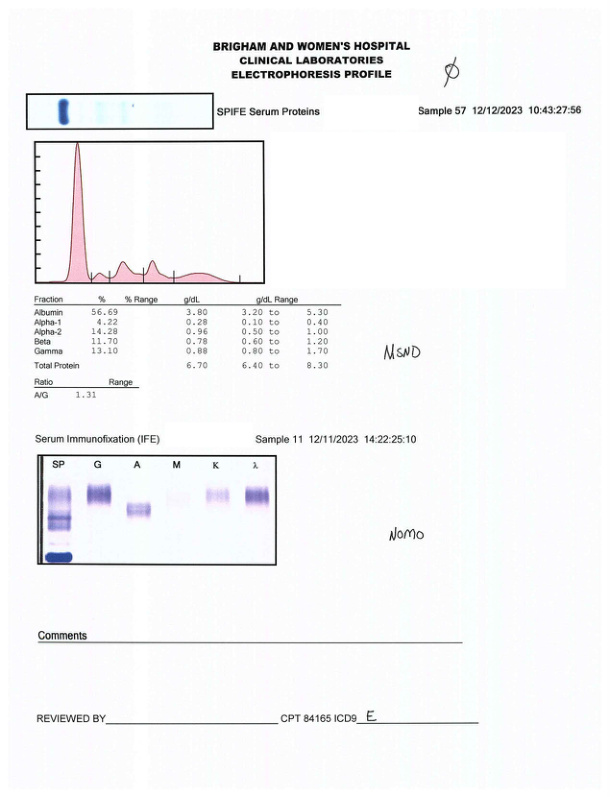 BRIGHAM AND WOMEN'S HOSPITAL
CLINICAL LABORATORIES
ELECTROPHORESIS PROFILE
∅
SPIFE Serum Proteins Sample 57 12/12/2023 10:43:27:56
Fraction % % Range g/dL g/dL Range
Albumin 56.69 3.80 3.20 to 5.30
Alpha-1 4.22 0.28 0.10 to 0.40
Alpha-2 14.28 0.96 0.50 to 1.00
Beta 11.70 0.78 0.60 to 1.20
Gamma 13.10 0.88 0.80 to 1.70
MSND
Total Protein 6.70 6.40 to 8.30
Ratio Range
A/G 1.31
Serum Immunofixation (IFE) Sample 11 12/11/2023 14:22:25:10
SP G A M K λ
NOMO
Comments
REVIEWED BY CPT 84165 ICD9 E